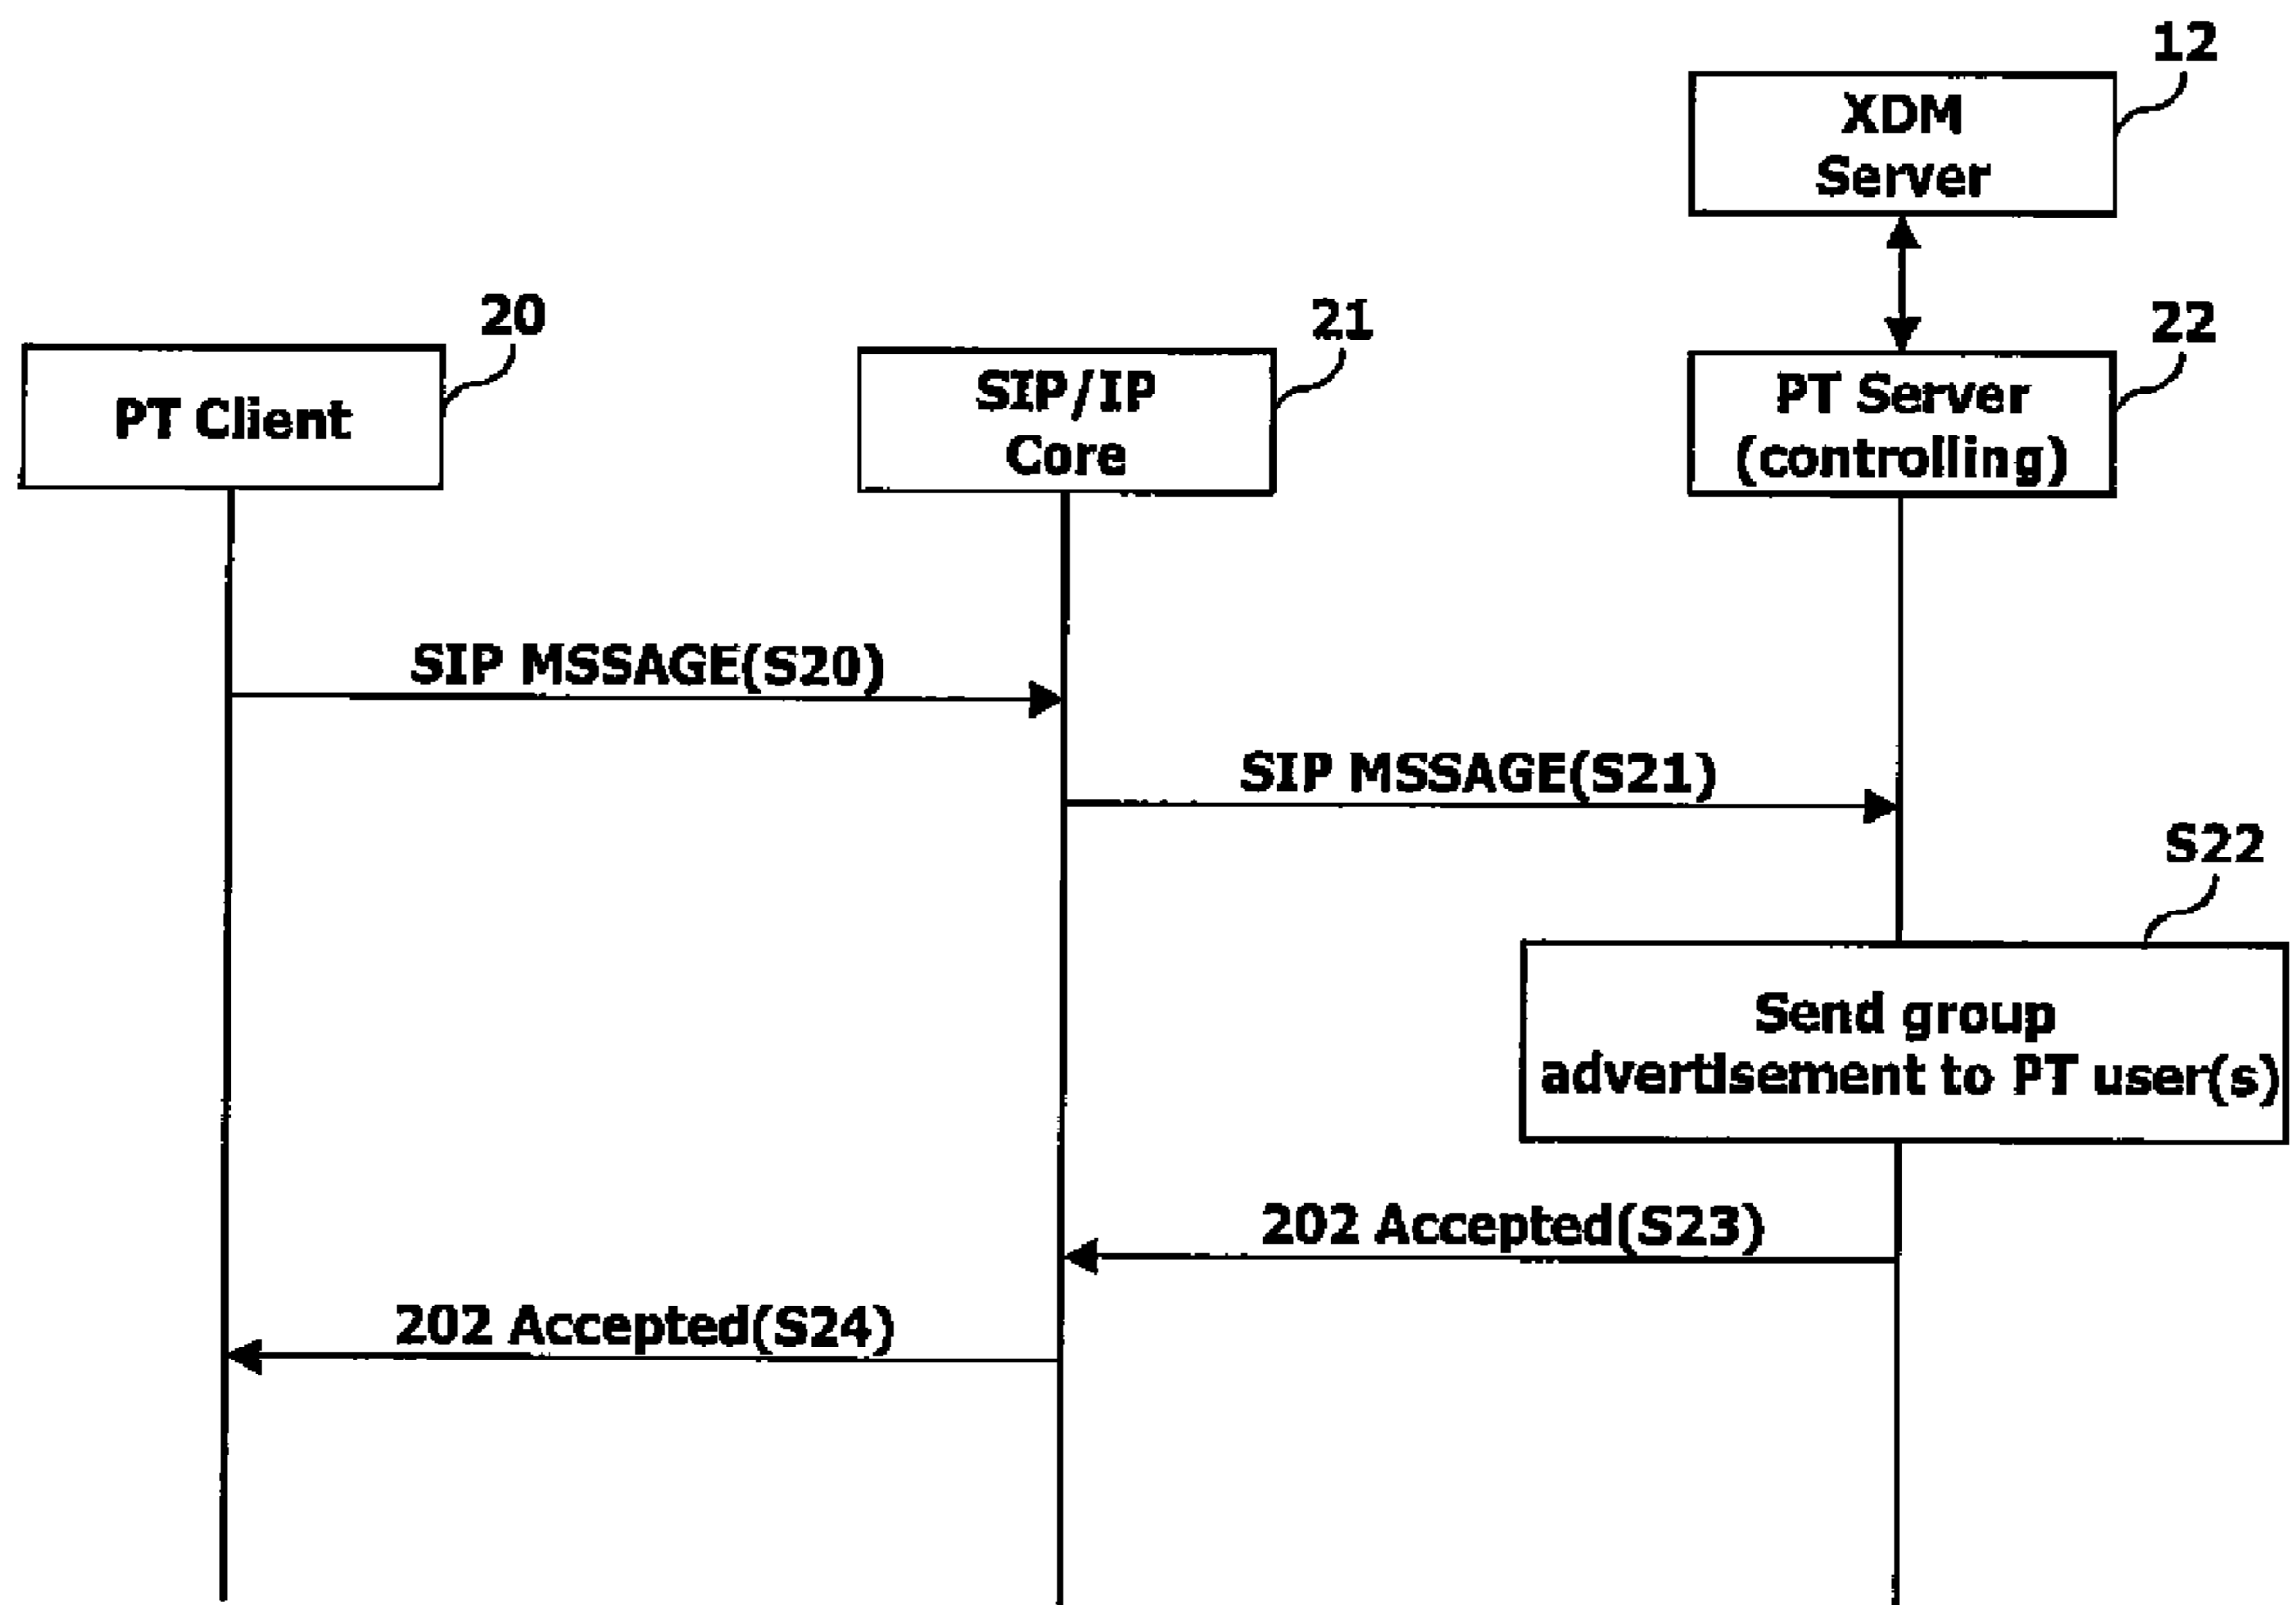 12
XDM
Server
20
21
22
PT Client
SIP/IP
Core
PT Server
(controlling)
SIP MSSAGE(S20)
SIP MSSAGE(S21)
S22
Send group
advertisement to PT user(s)
202 Accepted(S23)
202 Accepted(S24)